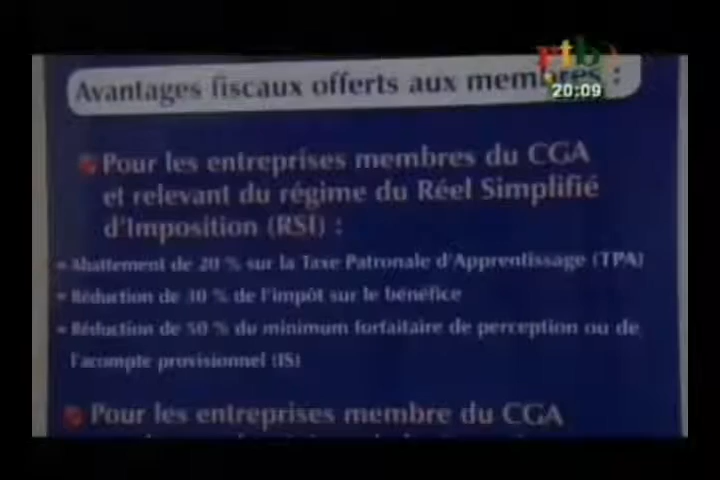 rtb
20:09
Avantages fiscaux offerts aux membres :
Pour les entreprises membres du CGA
et relevant du régime du Réel Simplifié
d'Imposition (RSI) :
- Abattement de 20 % sur la Taxe Patronale d'Apprentissage (TPA)
- Réduction de 30 % de l'impôt sur le bénéfice
- Réduction de 50 % du minimum forfaitaire de perception ou de
l'acompte provisionnel (IS)
Pour les entreprises membre du CGA